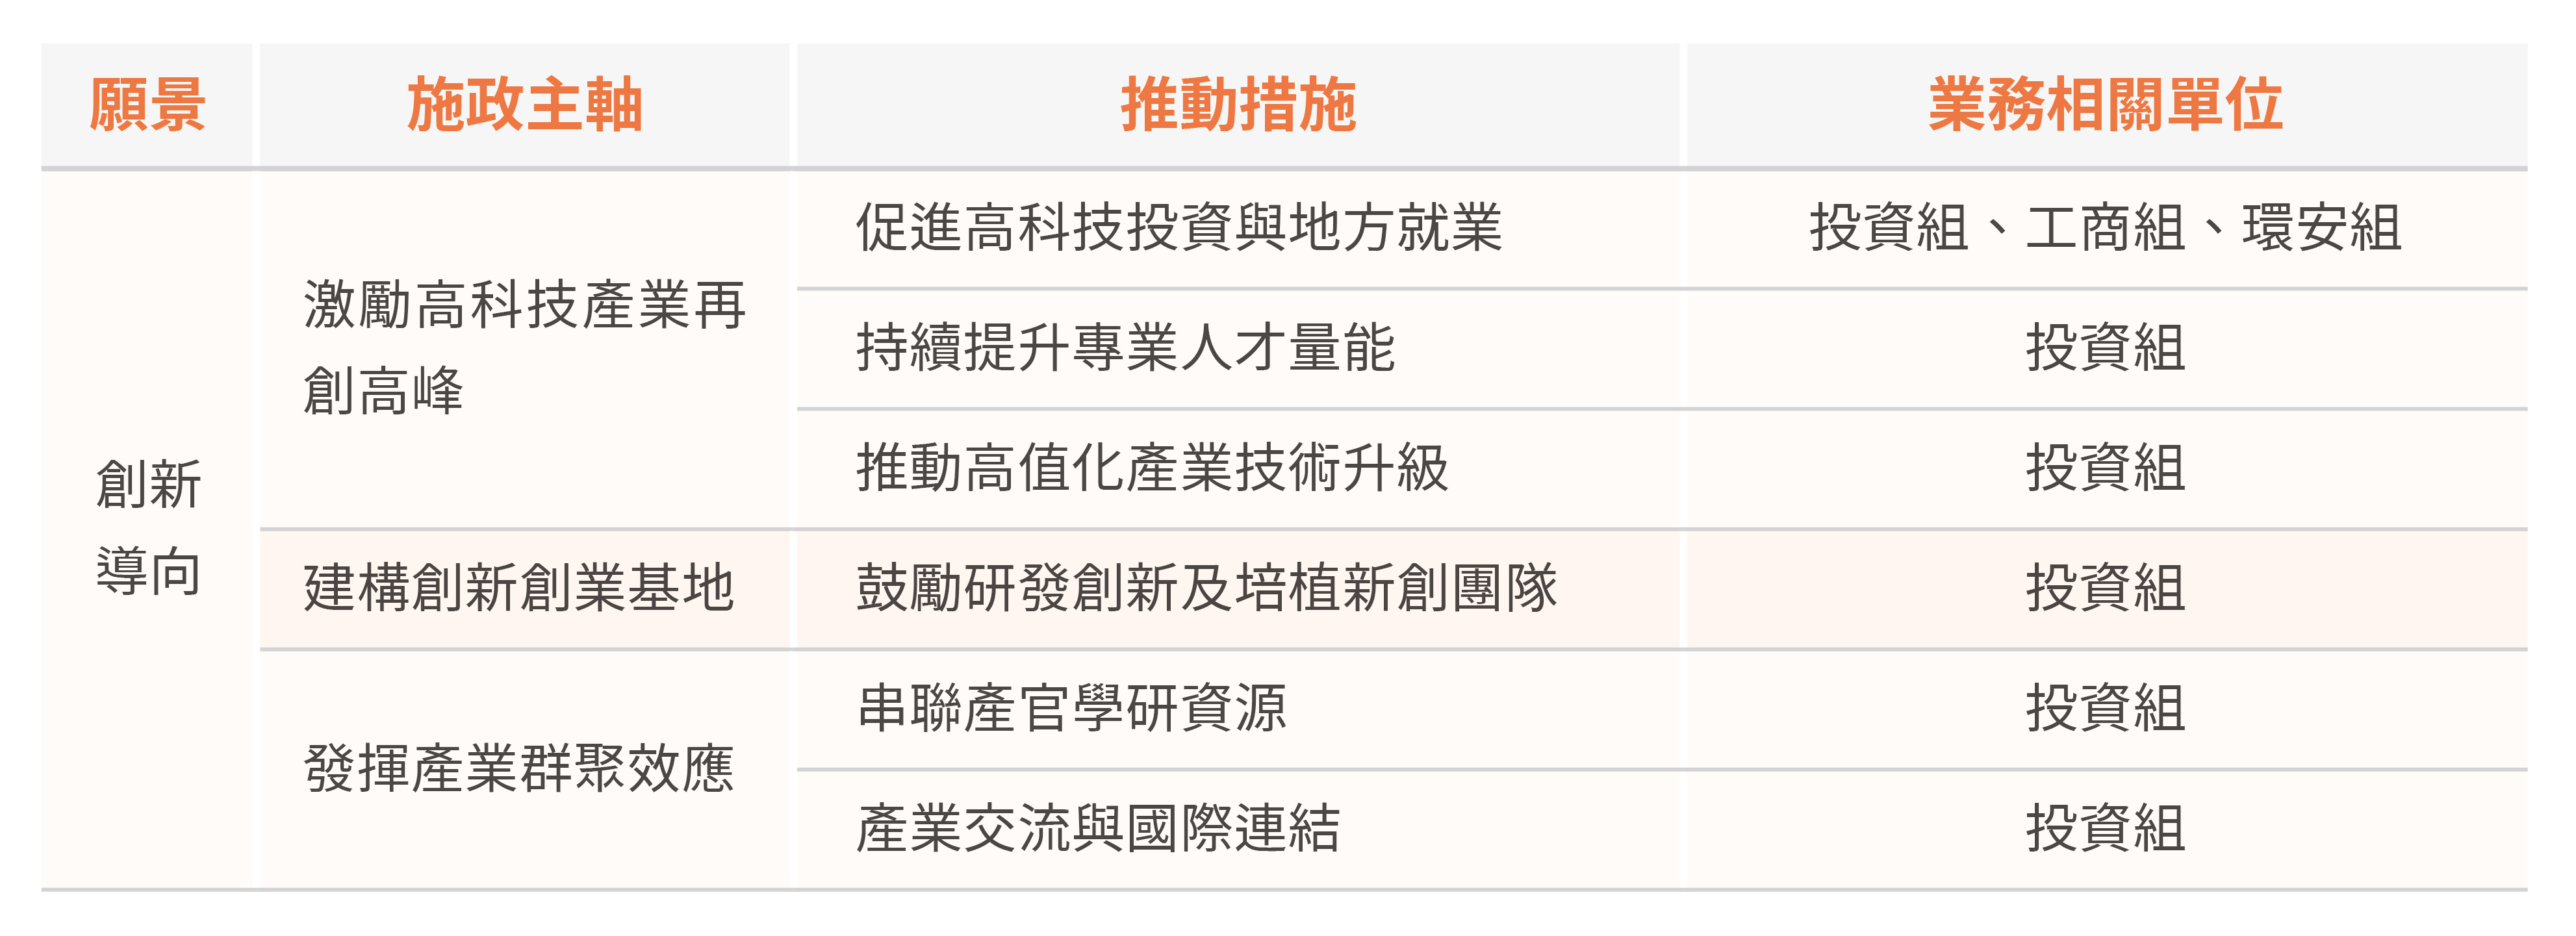 願景 施政主軸 推動措施 業務相關單位
創新
導向
激勵高科技產業再
創高峰
促進高科技投資與地方就業 投資組、工商組、環安組
持續提升專業人才量能 投資組
推動高值化產業技術升級 投資組
建構創新創業基地 鼓勵研發創新及培植新創團隊 投資組
發揮產業群聚效應
串聯產官學研資源 投資組
產業交流與國際連結 投資組